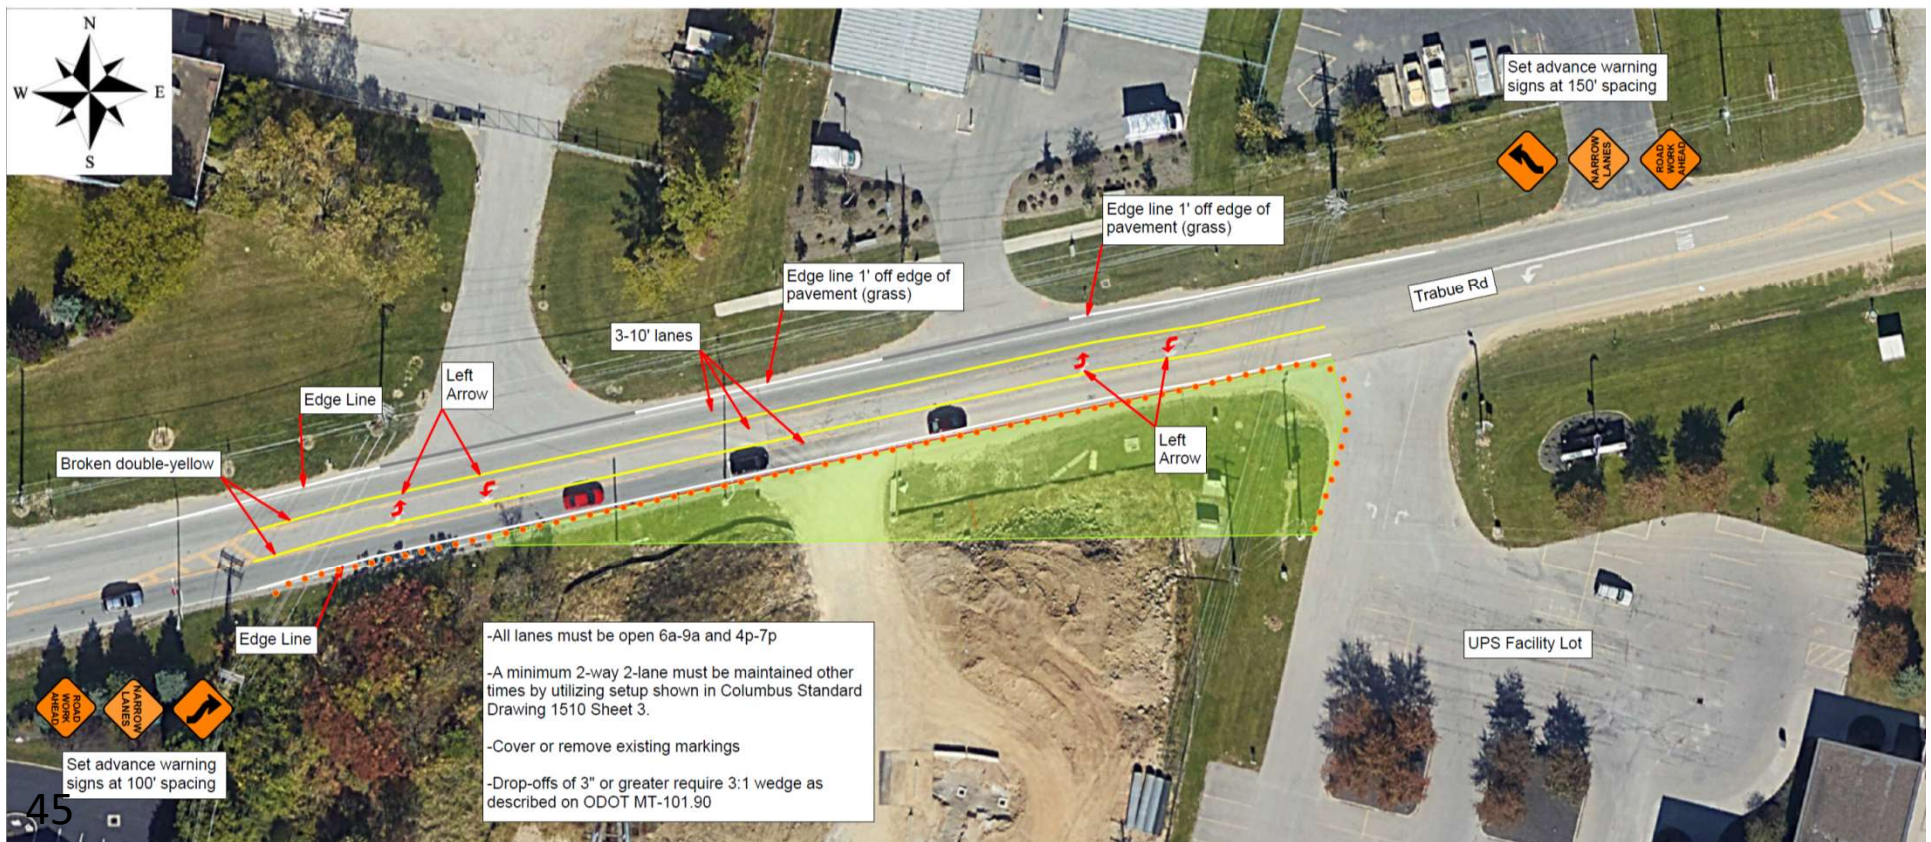 N
W
E
S
Set advance warning
signs at 150' spacing
NARROW
LANES
ROAD
WORK
AHEAD
Edge line 1' off edge of
pavement (grass)
Trabue Rd
Edge line 1' off edge of
pavement (grass)
3-10' lanes
Left
Arrow
Edge Line
Broken double-yellow
Left
Arrow
Edge Line
UPS Facility Lot
-All lanes must be open 6a-9a and 4p-7p
-A minimum 2-way 2-lane must be maintained other
times by utilizing setup shown in Columbus Standard
Drawing 1510 Sheet 3.
-Cover or remove existing markings
-Drop-offs of 3" or greater require 3:1 wedge as
described on ODOT MT-101.90
ROAD
WORK
AHEAD
NARROW
LANES
Set advance warning
signs at 100' spacing
45